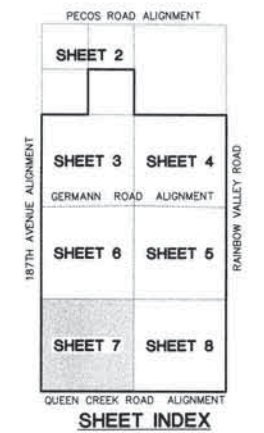 PECOS ROAD ALIGNMENT
SHEET 2
187TH AVENUE ALIGNMENT
RAINBOW VALLEY ROAD
SHEET 3
SHEET 4
GERMANN ROAD ALIGNMENT
SHEET 6
SHEET 5
SHEET 7
SHEET 8
QUEEN CREEK ROAD ALIGNMENT
SHEET INDEX